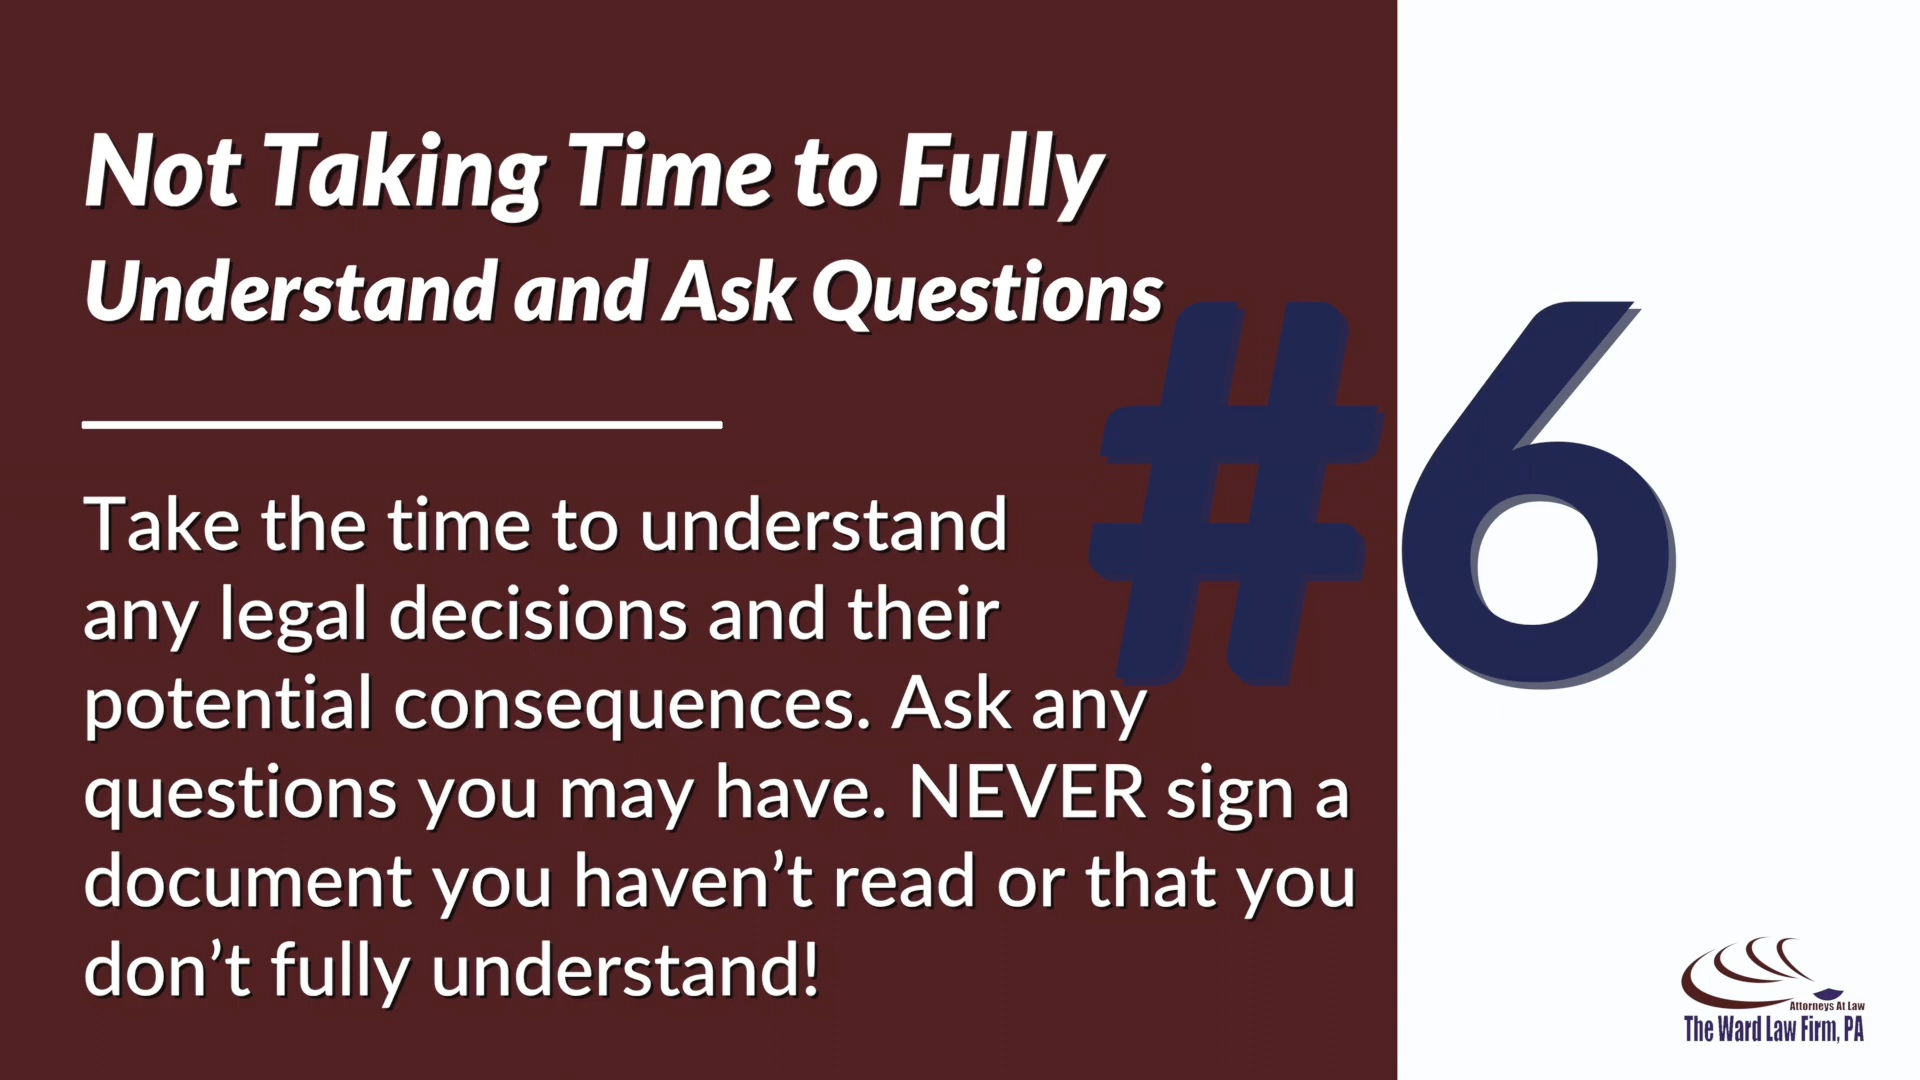 Not Taking Time to Fully
Understand and Ask Questions
#6
Take the time to understand
any legal decisions and their
potential consequences. Ask any
questions you may have. NEVER sign a
document you haven’t read or that you
don’t fully understand!
Attorneys At Law
The Ward Law Firm, PA